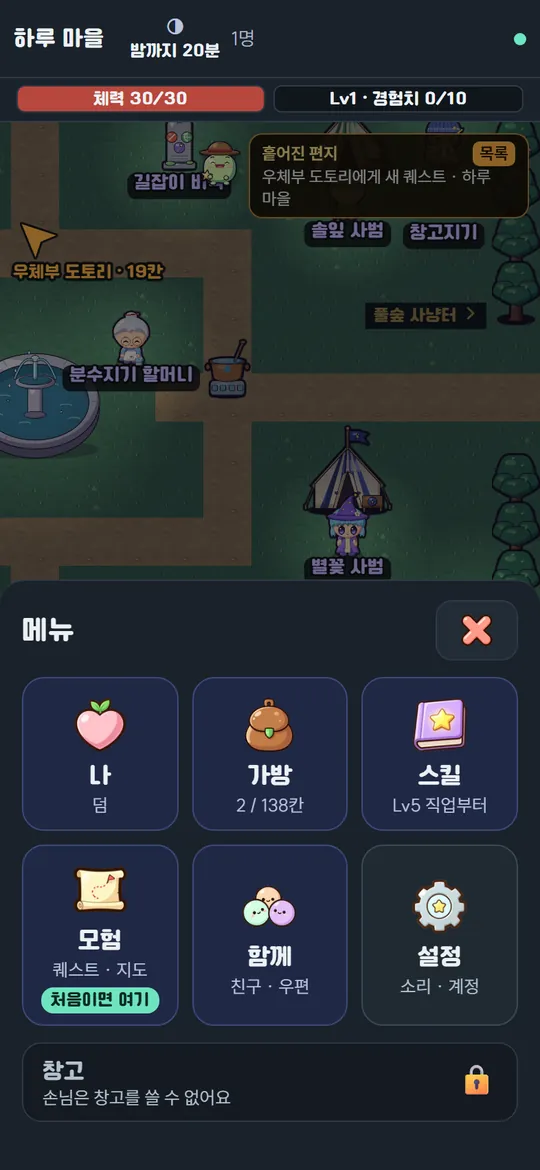 하루 마을
밤까지 20분
1명
체력 30/30
Lv1 · 경험치 0/10
흩어진 편지
목록
우체부 도토리에게 새 퀘스트 · 하루
마을
길잡이
솔잎 사범
창고지기
우체부 도토리 · 19칸
풀숲 사냥터 >
분수지기 할머니
별꽃 사범
메뉴
나
덤
가방
2 / 138칸
스킬
Lv5 직업부터
모험
퀘스트 · 지도
처음이면 여기
함께
친구 · 우편
설정
소리 · 계정
창고
손님은 창고를 쓸 수 없어요